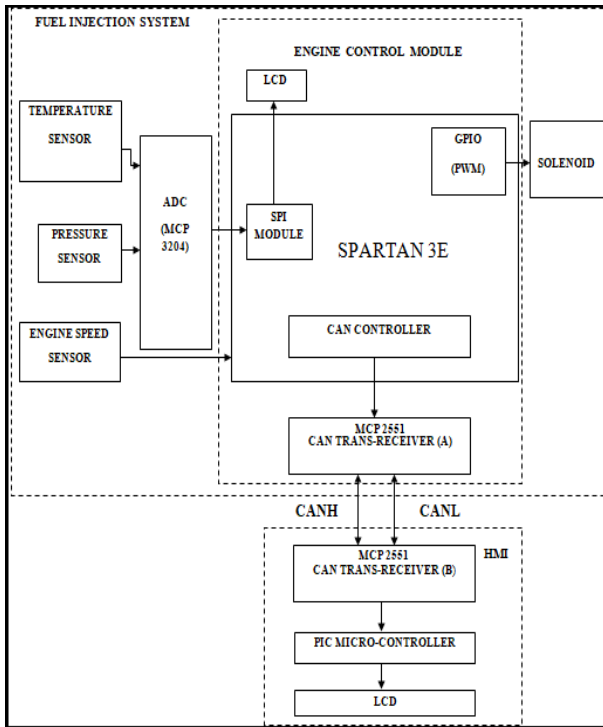 FUEL INJECTION SYSTEM
ENGINE CONTROL MODULE
LCD
TEMPERATURE
SENSOR
ADC
(MCP
3204)
PRESSURE
SENSOR
ENGINE SPEED
SENSOR
SPI
MODULE
GPIO
(PWM)
SOLENOID
SPARTAN 3E
CAN CONTROLLER
MCP 2551
CAN TRANS-RECEIVER (A)
CANH
CANL
HMI
MCP 2551
CAN TRANS-RECEIVER (B)
PIC MICRO-CONTROLLER
LCD